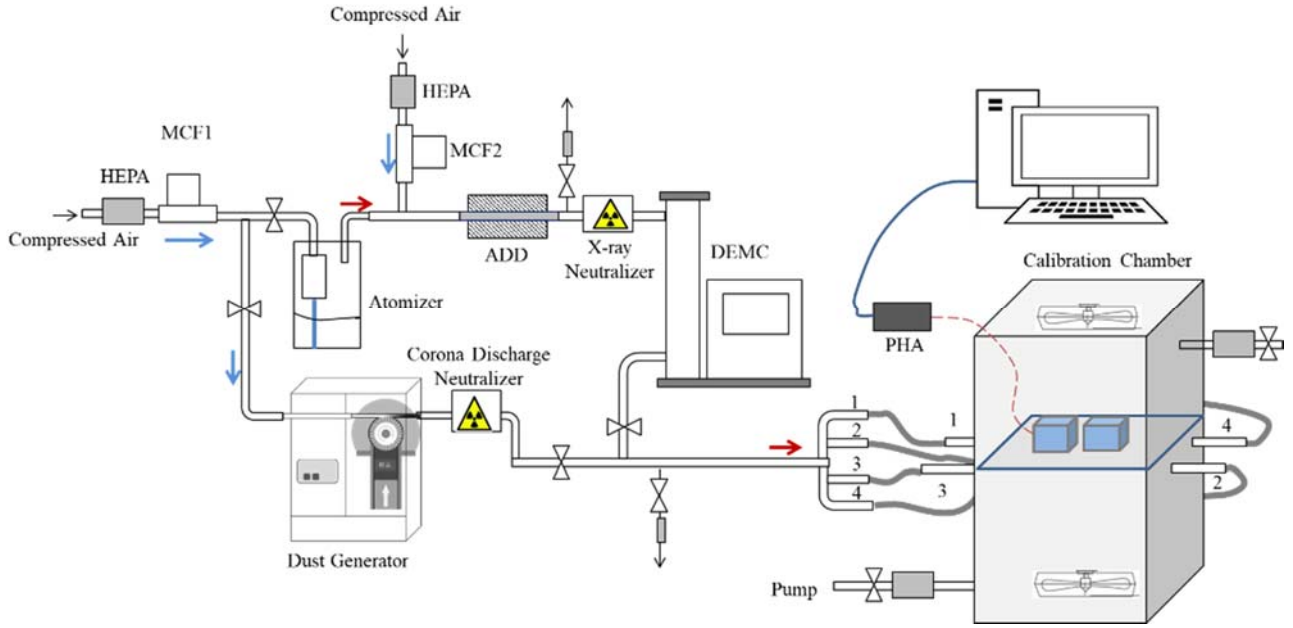 Compressed Air
HEPA
MCF1
MCF2
HEPA
Compressed Air
ADD
X-ray
Neutralizer
DEMC
Calibration Chamber
Atomizer
PHA
Corona Discharge
Neutralizer
1
2
3
4
1
3
4
2
Dust Generator
Pump